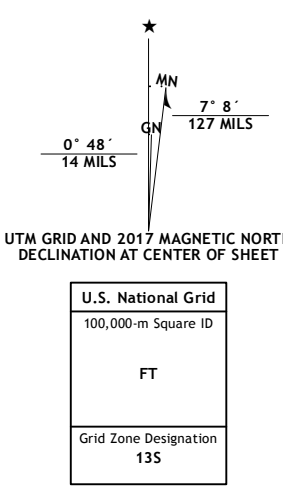 ★
MN
7° 8´
127 MILS
GN
0° 48´
14 MILS
UTM GRID AND 2017 MAGNETIC NORT
DECLINATION AT CENTER OF SHEET
U.S. National Grid
100,000-m Square ID
FT
Grid Zone Designation
13S